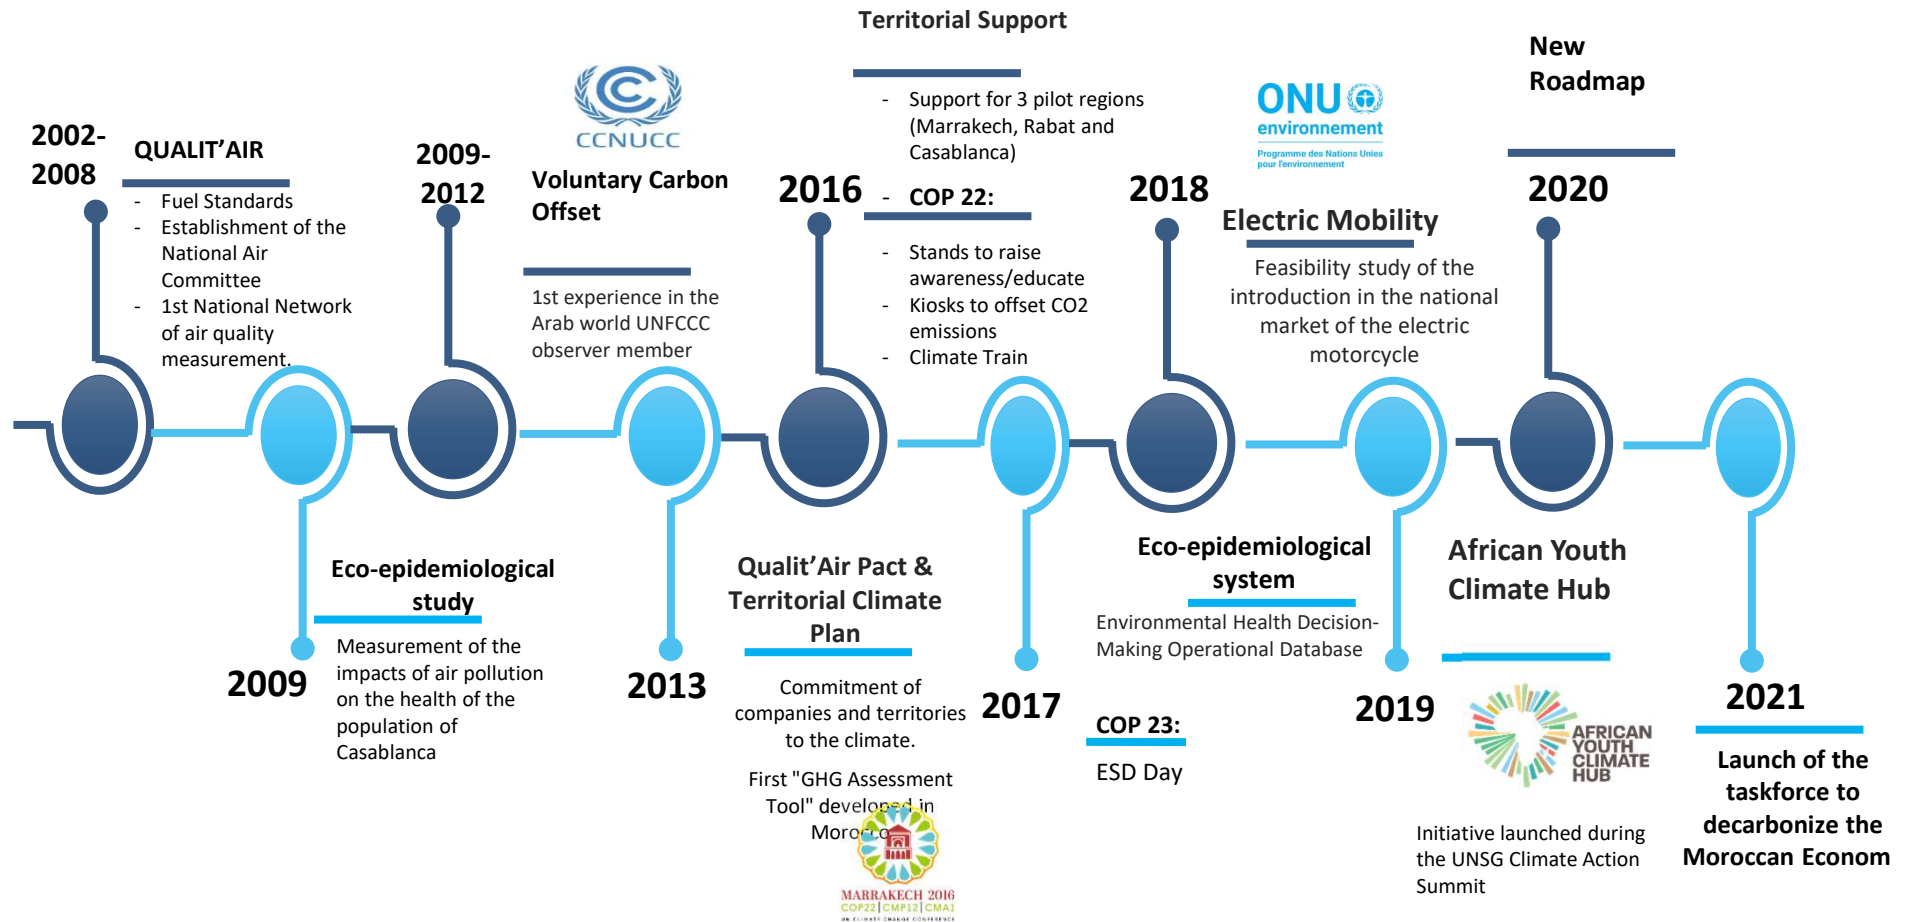 2002-
2008
QUALIT’AIR
- Fuel Standards
- Establishment of the
National Air
Committee
- 1st National Network
of air quality
measurement.
2009
Eco-epidemiological
study
Measurement of the
impacts of air pollution
on the health of the
population of
Casablanca
2009-
2012
CCNUCC
Voluntary Carbon
Offset
1st experience in the
Arab world UNFCCC
observer member
2013
Qualit’Air Pact &
Territorial Climate
Plan
Commitment of
companies and territories
to the climate.
First "GHG Assessment
Tool" developed in
Morocco
MARRAKECH 2016
COP22|CMP12|CMA1
UN CLIMATE CHANGE CONFERENCE
2016
Territorial Support
- Support for 3 pilot regions
(Marrakech, Rabat and
Casablanca)
- COP 22:
- Stands to raise
awareness/educate
- Kiosks to offset CO2
emissions
- Climate Train
2017
Eco-epidemiological
system
Environmental Health Decision-
Making Operational Database
COP 23:
ESD Day
2018
ONU
environnement
Programme des Nations Unies
pour l'environnement
Electric Mobility
Feasibility study of the
introduction in the national
market of the electric
motorcycle
2019
African Youth
Climate Hub
AFRICAN
YOUTH
CLIMATE
HUB
Initiative launched during
the UNSG Climate Action
Summit
New
Roadmap
2020
2021
Launch of the
taskforce to
decarbonize the
Moroccan Econom